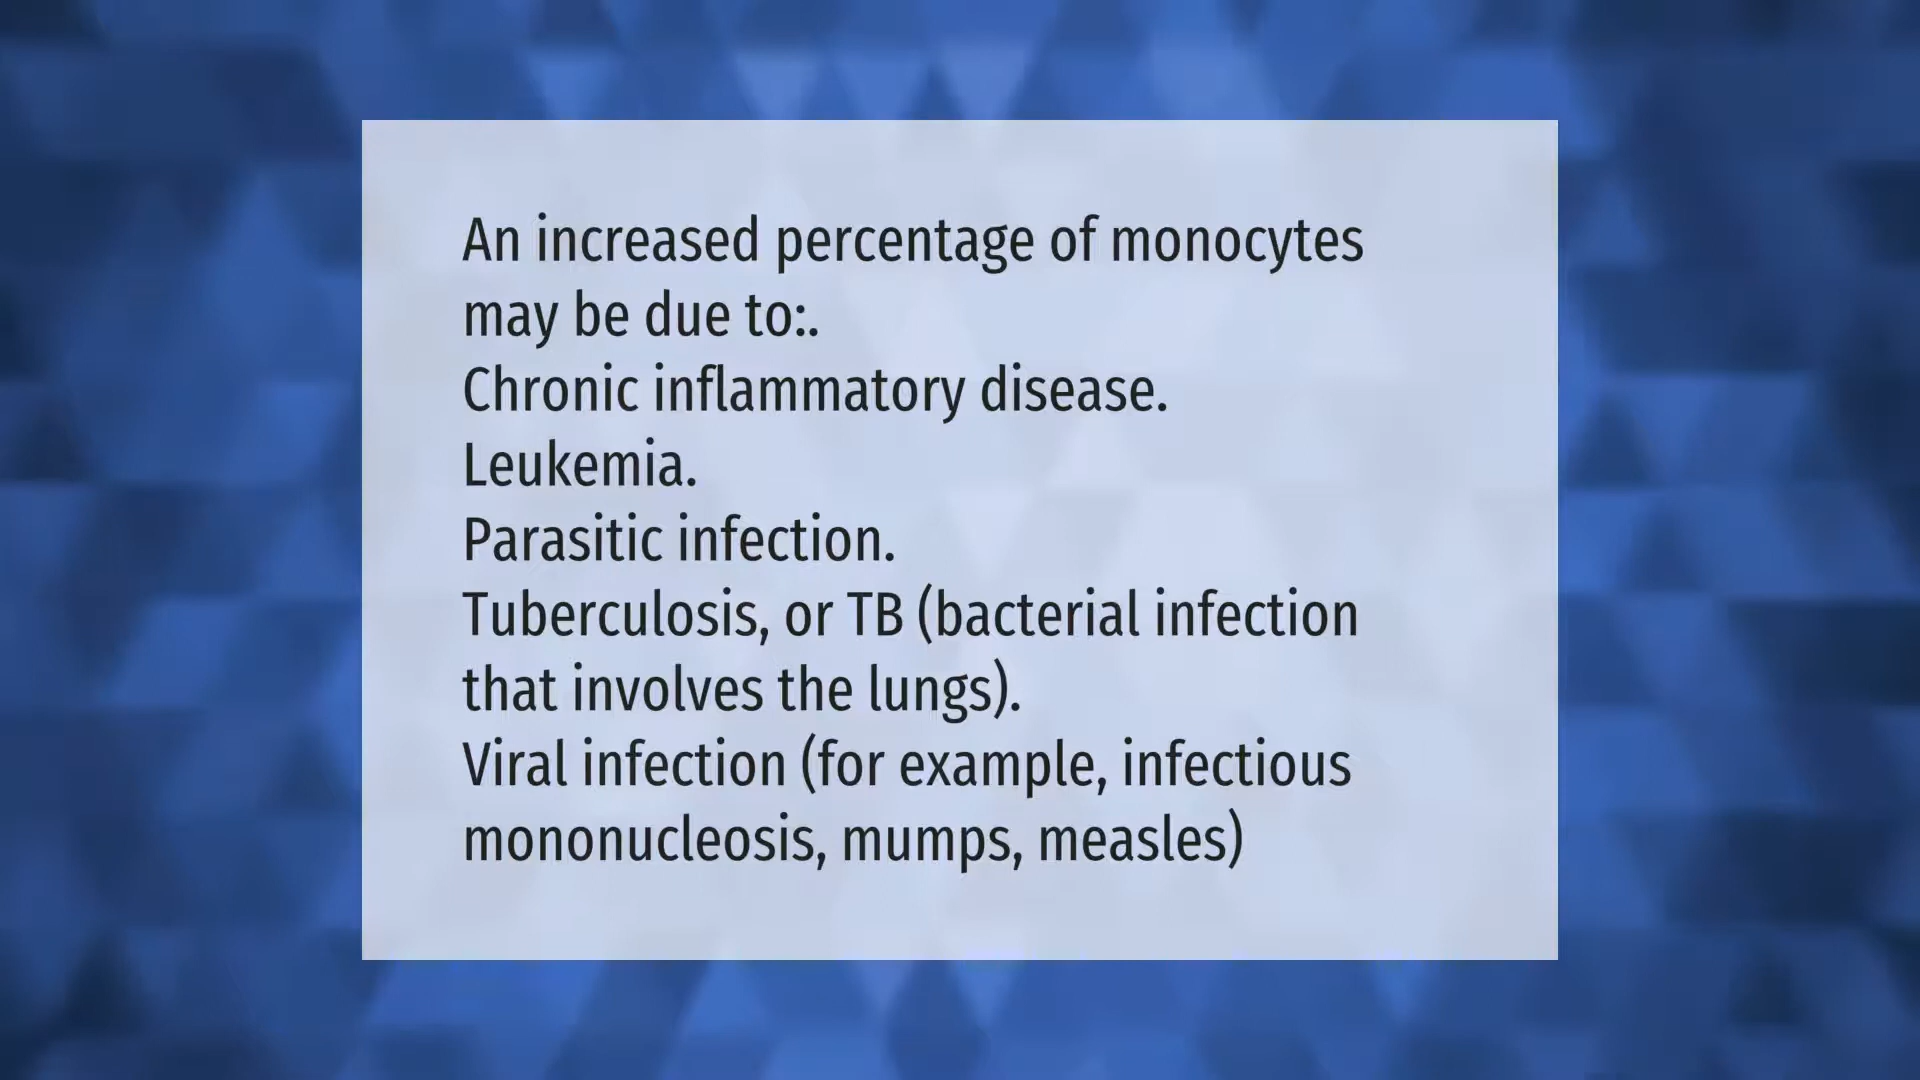 An increased percentage of monocytes
may be due to:.
Chronic inflammatory disease.
Leukemia.
Parasitic infection.
Tuberculosis, or TB (bacterial infection
that involves the lungs).
Viral infection (for example, infectious
mononucleosis, mumps, measles)